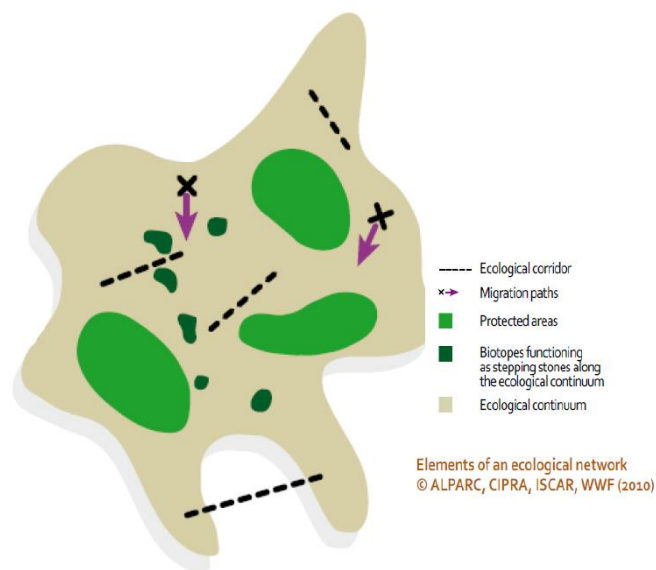 Ecological corridor
Migration paths
Protected areas
Biotopes functioning
as stepping stones along
the ecological continuum
Ecological continuum
Elements of an ecological network
© ALPARC, CIPRA, ISCAR, WWF (2010)